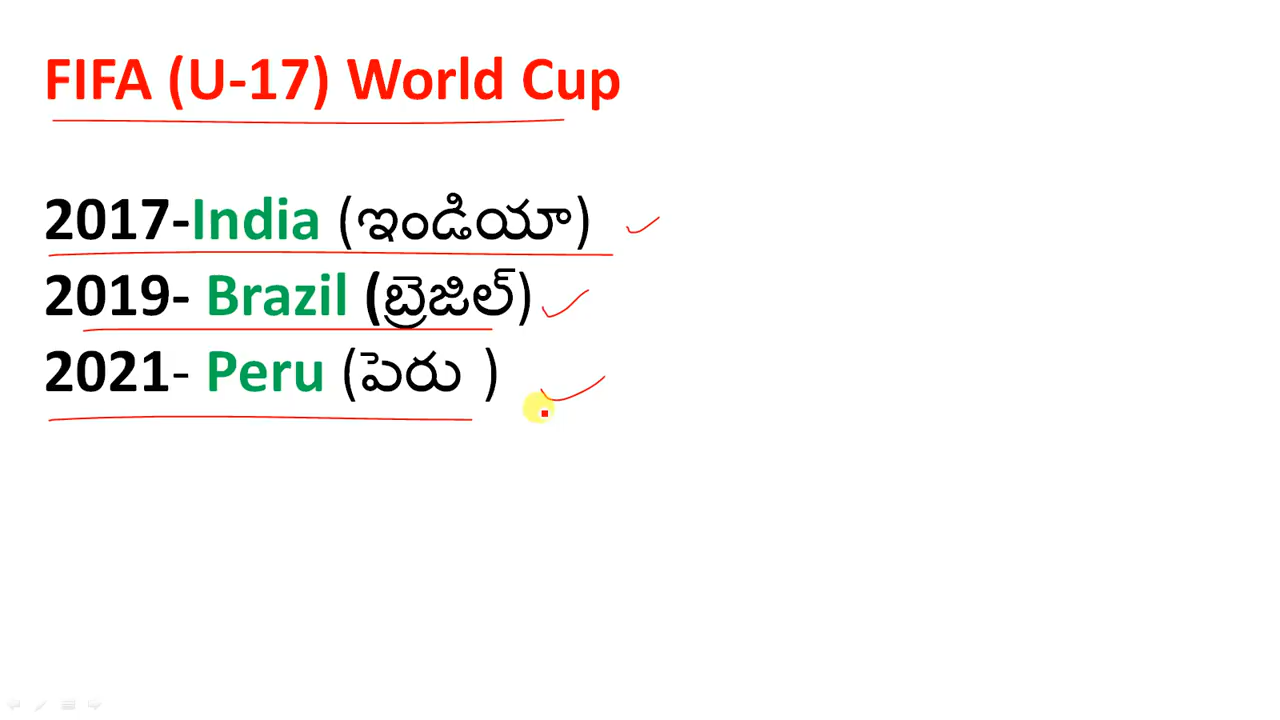 FIFA (U-17) World Cup
2017-India (ఇండియా)
2019- Brazil (బ్రెజిల్)
2021- Peru (పెరు )